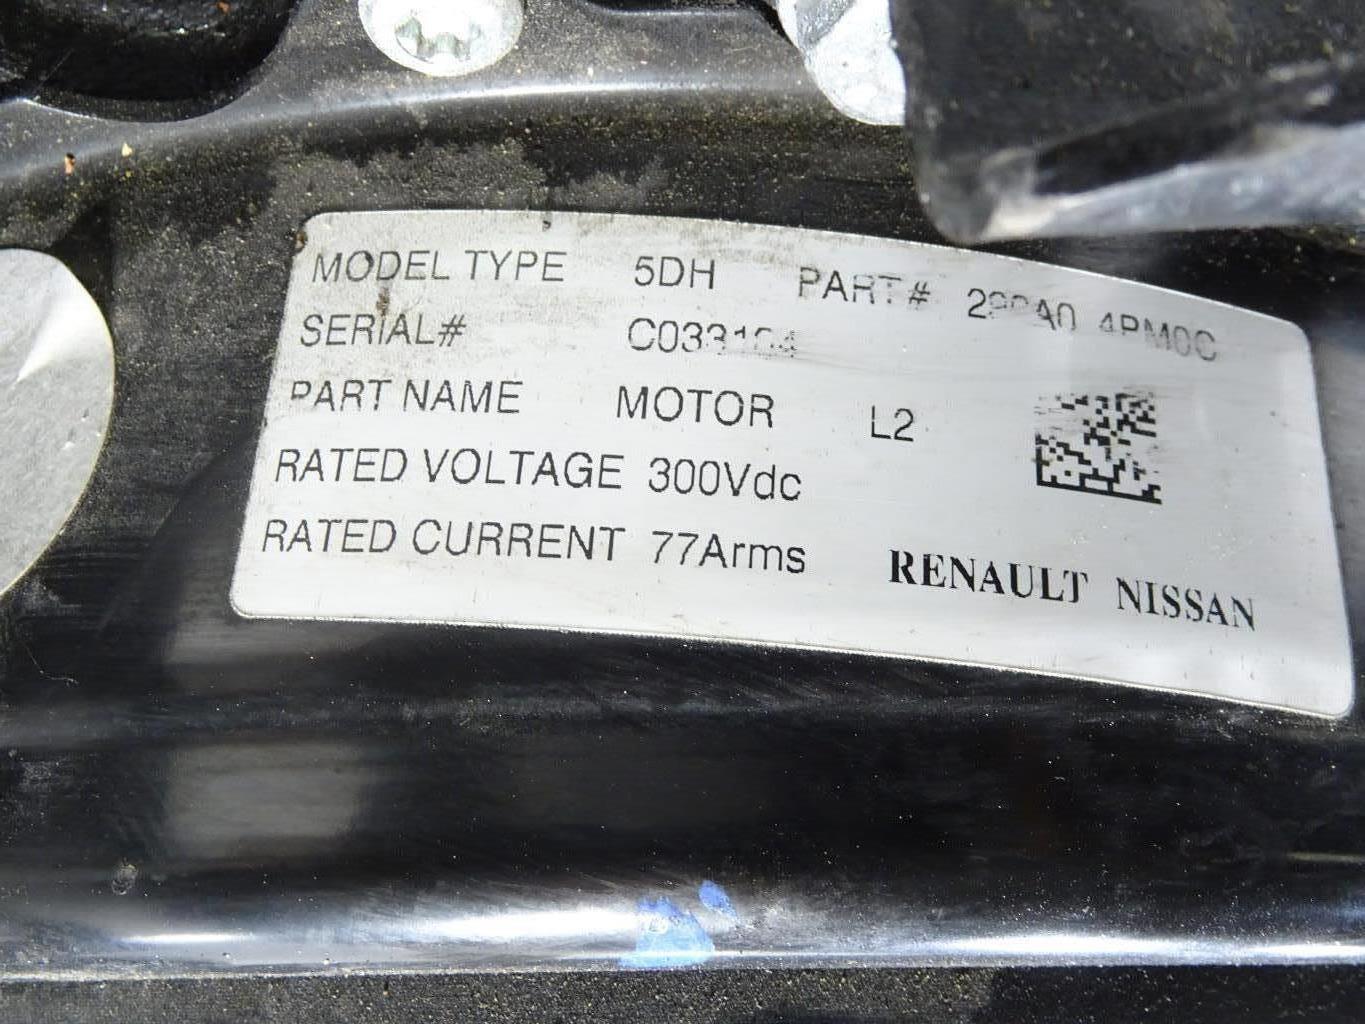 MODEL TYPE 5DH PART#
SERIAL#
PART NAME MOTOR L2
RATED VOLTAGE 300Vdc
RATED CURRENT 77Arms
RENAULT NISSAN